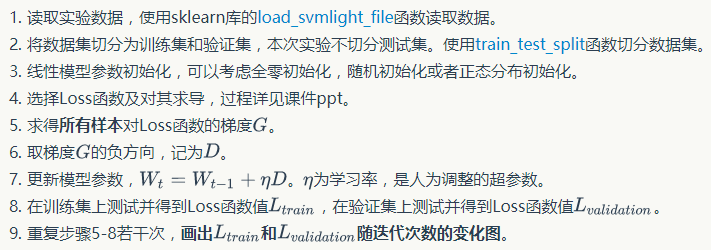 1. 读取实验数据，使用sklearn库的load_svmlight_file函数读取数据。
2. 将数据集切分为训练集和验证集，本次实验不切分测试集。使用train_test_split函数切分数据集。
3. 线性模型参数初始化，可以考虑全零初始化，随机初始化或者正态分布初始化。
4. 选择Loss函数及对其求导，过程详见课件ppt。
5. 求得所有样本对Loss函数的梯度G。
6. 取梯度G的负方向，记为D。
7. 更新模型参数，W_t = W_{t−1} + ηD。η为学习率，是人为调整的超参数。
8. 在训练集上测试并得到Loss函数值L_{train}，在验证集上测试并得到Loss函数值L_{validation}。
9. 重复步骤5-8若干次，画出L_{train}和L_{validation}随迭代次数的变化图。